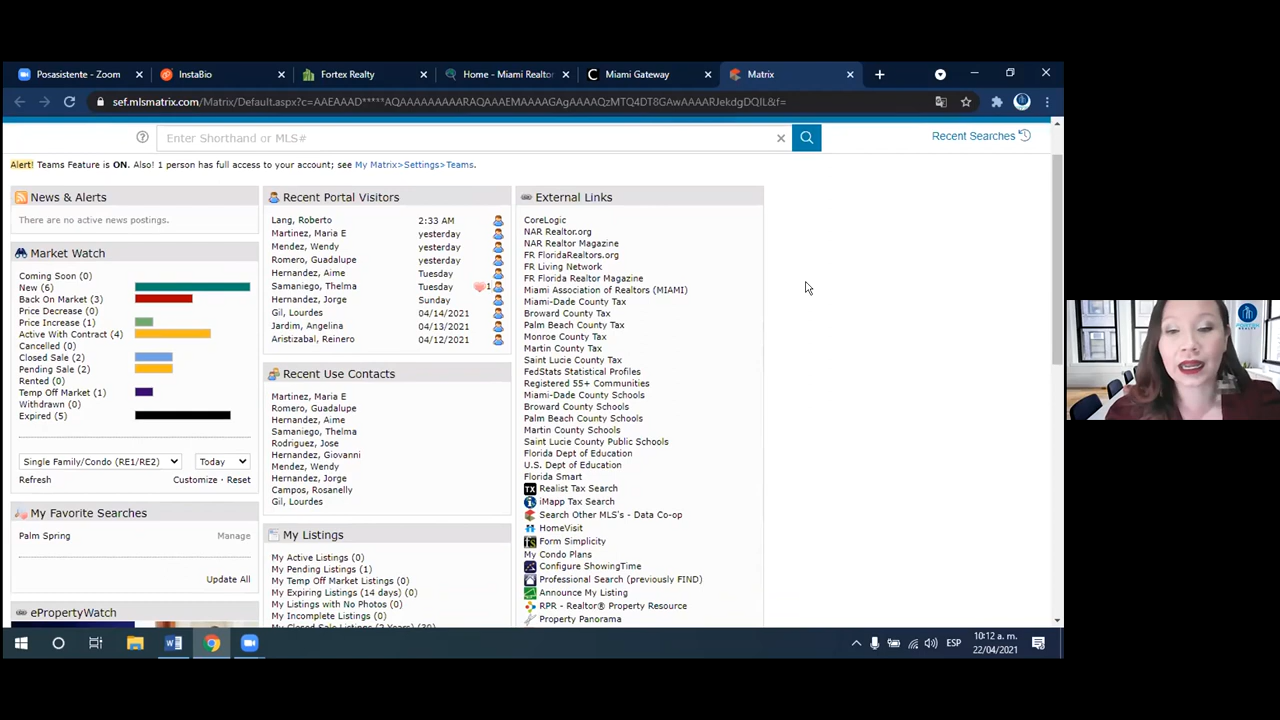 Posasistente - Zoom
InstaBio
Fortex Realty
Home - Miami Realtor
Miami Gateway
Matrix
sef.mlsmatrix.com/Matrix/Default.aspx?c=AAEAAAD*****AQAAAAAAAAARAQAAAEMAAAAGAgAAAAQzMTQ4DT8GAwAAAARJekdgDQIL&f=
Enter Shorthand or MLS#
Recent Searches
Alert! Teams Feature is ON. Also! 1 person has full access to your account; see My Matrix>Settings>Teams.
News & Alerts
There are no active news postings.
Market Watch
Coming Soon (0)
New (6)
Back On Market (3)
Price Decrease (0)
Price Increase (1)
Active With Contract (4)
Cancelled (0)
Closed Sale (2)
Pending Sale (2)
Rented (0)
Temp Off Market (1)
Withdrawn (0)
Expired (5)
Single Family/Condo (RE1/RE2)
Today
Refresh
Customize · Reset
My Favorite Searches
Palm Spring
Manage
Update All
ePropertyWatch
Recent Portal Visitors
Lang, Roberto 2:33 AM
Martinez, Maria E yesterday
Mendez, Wendy yesterday
Romero, Guadalupe yesterday
Hernandez, Aime Tuesday
Samaniego, Thelma Tuesday 1
Hernandez, Jorge Sunday
Gil, Lourdes 04/14/2021
Jardim, Angelina 04/13/2021
Aristizabal, Reinero 04/12/2021
Recent Use Contacts
Martinez, Maria E
Romero, Guadalupe
Hernandez, Aime
Samaniego, Thelma
Rodriguez, Jose
Hernandez, Giovanni
Mendez, Wendy
Hernandez, Jorge
Campos, Rosanelly
Gil, Lourdes
My Listings
My Active Listings (0)
My Pending Listings (1)
My Temp Off Market Listings (0)
My Expiring Listings (14 days) (0)
My Listings with No Photos (0)
My Incomplete Listings (0)
My Closed Sale Listings (2 Years) (30)
External Links
CoreLogic
NAR Realtor.org
NAR Realtor Magazine
FR FloridaRealtors.org
FR Living Network
FR Florida Realtor Magazine
Miami Association of Realtors (MIAMI)
Miami-Dade County Tax
Broward County Tax
Palm Beach County Tax
Monroe County Tax
Martin County Tax
Saint Lucie County Tax
FedStats Statistical Profiles
Registered 55+ Communities
Miami-Dade County Schools
Broward County Schools
Palm Beach County Schools
Martin County Schools
Saint Lucie County Public Schools
Florida Dept of Education
U.S. Dept of Education
Florida Smart
Realist Tax Search
iMapp Tax Search
Search Other MLS's - Data Co-op
HomeVisit
Form Simplicity
My Condo Plans
Configure ShowingTime
Professional Search (previously FIND)
Announce My Listing
RPR - Realtor® Property Resource
Property Panorama
ESP
10:12 a. m.
22/04/2021